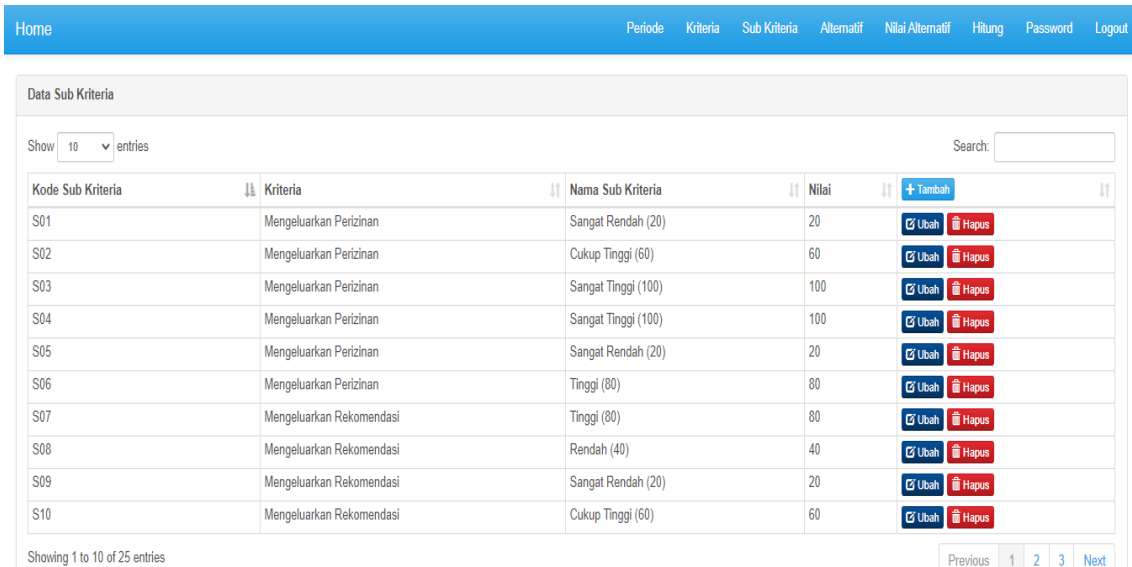 Home Periode Kriteria Sub Kriteria Alternatif Nilai Alternatif Hitung Password Logout
Data Sub Kriteria
Show 10 entries Search:
Kode Sub Kriteria Kriteria Nama Sub Kriteria Nilai Tambah
S01 Mengeluarkan Perizinan Sangat Rendah (20) 20 Ubah Hapus
S02 Mengeluarkan Perizinan Cukup Tinggi (60) 60 Ubah Hapus
S03 Mengeluarkan Perizinan Sangat Tinggi (100) 100 Ubah Hapus
S04 Mengeluarkan Perizinan Sangat Tinggi (100) 100 Ubah Hapus
S05 Mengeluarkan Perizinan Sangat Rendah (20) 20 Ubah Hapus
S06 Mengeluarkan Perizinan Tinggi (80) 80 Ubah Hapus
S07 Mengeluarkan Rekomendasi Tinggi (80) 80 Ubah Hapus
S08 Mengeluarkan Rekomendasi Rendah (40) 40 Ubah Hapus
S09 Mengeluarkan Rekomendasi Sangat Rendah (20) 20 Ubah Hapus
S10 Mengeluarkan Rekomendasi Cukup Tinggi (60) 60 Ubah Hapus
Showing 1 to 10 of 25 entries Previous 1 2 3 Next